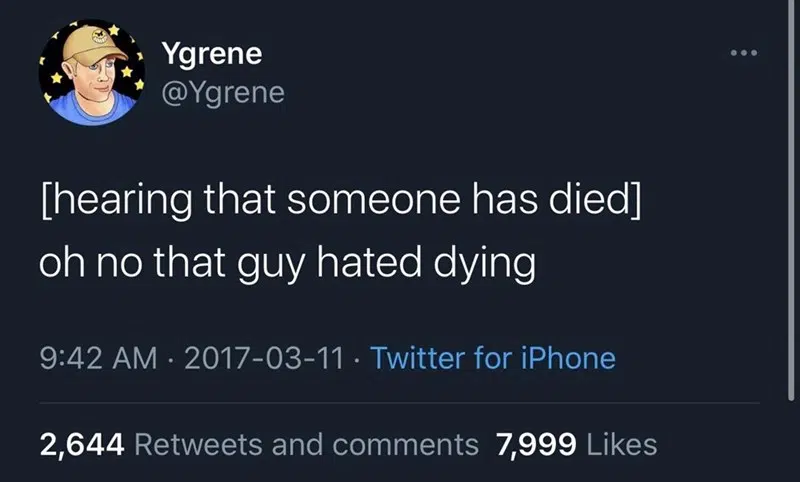 Ygrene
@Ygrene
[hearing that someone has died]
oh no that guy hated dying
9:42 AM · 2017-03-11 · Twitter for iPhone
2,644 Retweets and comments 7,999 Likes